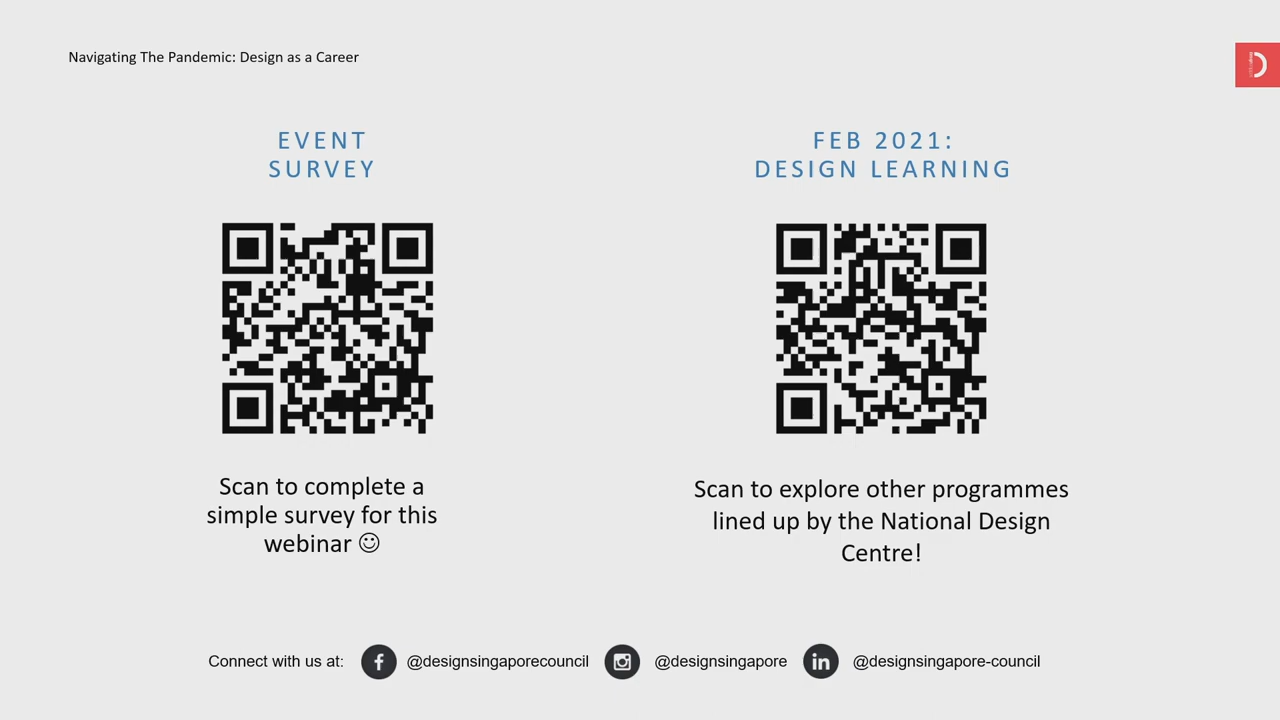 Navigating The Pandemic: Design as a Career
EVENT
SURVEY
Scan to complete a
simple survey for this
webinar ☺
FEB 2021:
DESIGN LEARNING
Scan to explore other programmes
lined up by the National Design
Centre!
Connect with us at: @designsingaporecouncil @designsingapore @designsingapore-council